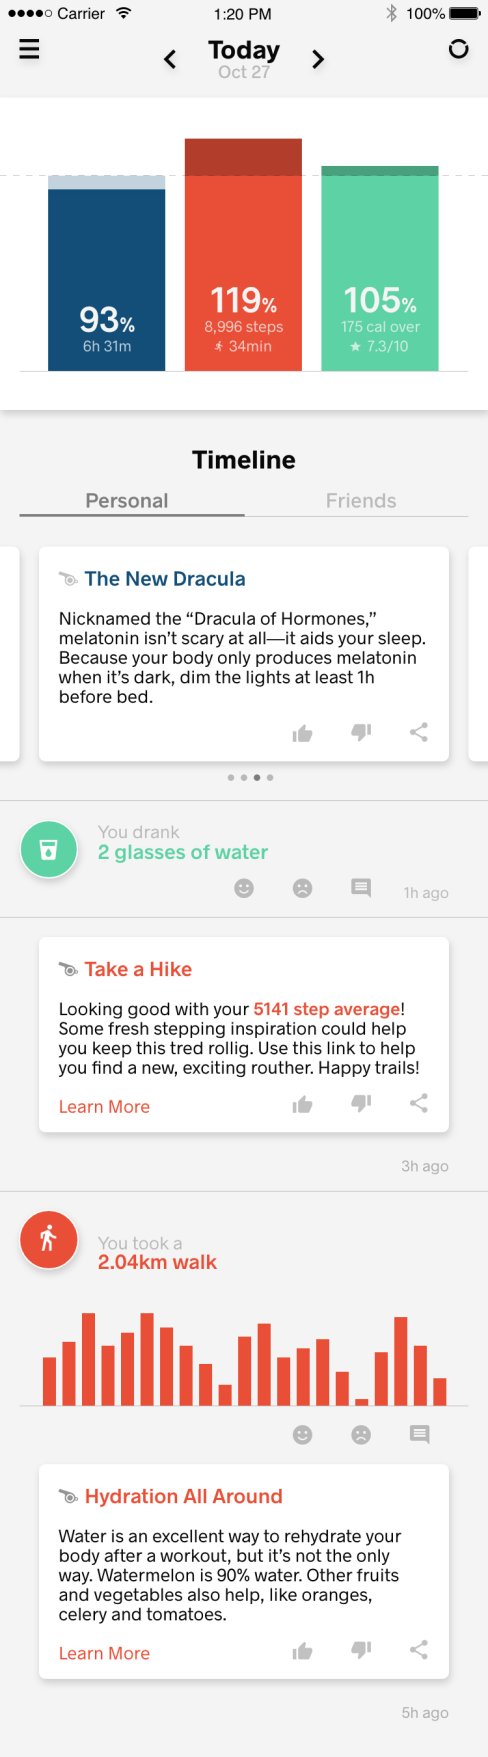 Carrier
1:20 PM
100%
Today
Oct 27
93%
6h 31m
119%
8,996 steps
34min
105%
175 cal over
7.3/10
Timeline
Personal
Friends
The New Dracula
Nicknamed the “Dracula of Hormones,”
melatonin isn’t scary at all—it aids your sleep.
Because your body only produces melatonin
when it’s dark, dim the lights at least 1h
before bed.
You drank
2 glasses of water
1h ago
Take a Hike
Looking good with your 5141 step average!
Some fresh stepping inspiration could help
you keep this tred rollig. Use this link to help
you find a new, exciting routher. Happy trails!
Learn More
3h ago
You took a
2.04km walk
Hydration All Around
Water is an excellent way to rehydrate your
body after a workout, but it’s not the only
way. Watermelon is 90% water. Other fruits
and vegetables also help, like oranges,
celery and tomatoes.
Learn More
5h ago